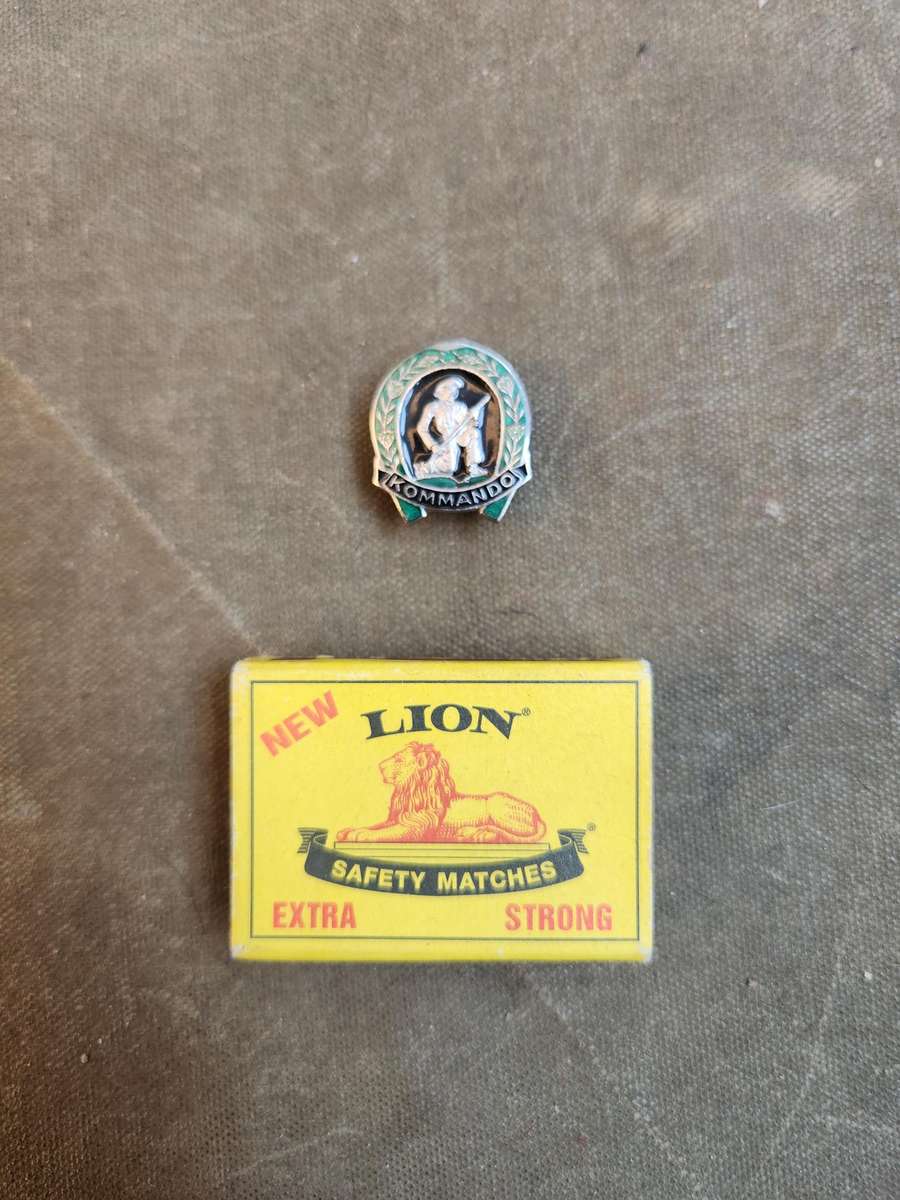 KOMMANDO
NEW
LION®
®
SAFETY MATCHES
EXTRA STRONG